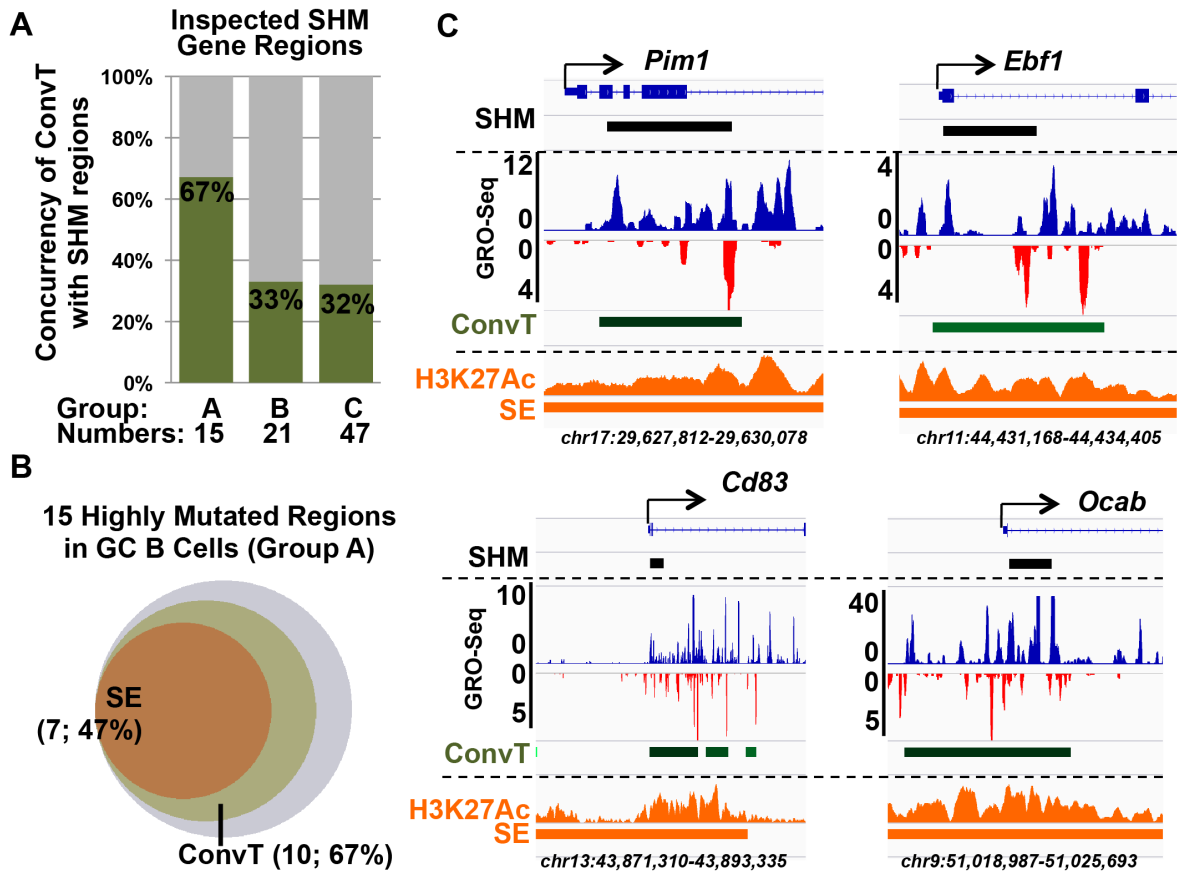 A
Inspected SHM
Gene Regions
Concurrency of ConvT
with SHM regions
100%
80%
60%
40%
20%
0%
67%
33%
32%
Group: A B C
Numbers: 15 21 47
B
15 Highly Mutated Regions
in GC B Cells (Group A)
SE
(7; 47%)
ConvT (10; 67%)
C
Pim1
SHM
GRO-Seq
12
0
0
4
ConvT
H3K27Ac
SE
chr17:29,627,812-29,630,078
Ebf1
4
0
0
4
chr11:44,431,168-44,434,405
Cd83
SHM
GRO-Seq
10
0
0
5
ConvT
H3K27Ac
SE
chr13:43,871,310-43,893,335
Ocab
40
0
0
5
chr9:51,018,987-51,025,693